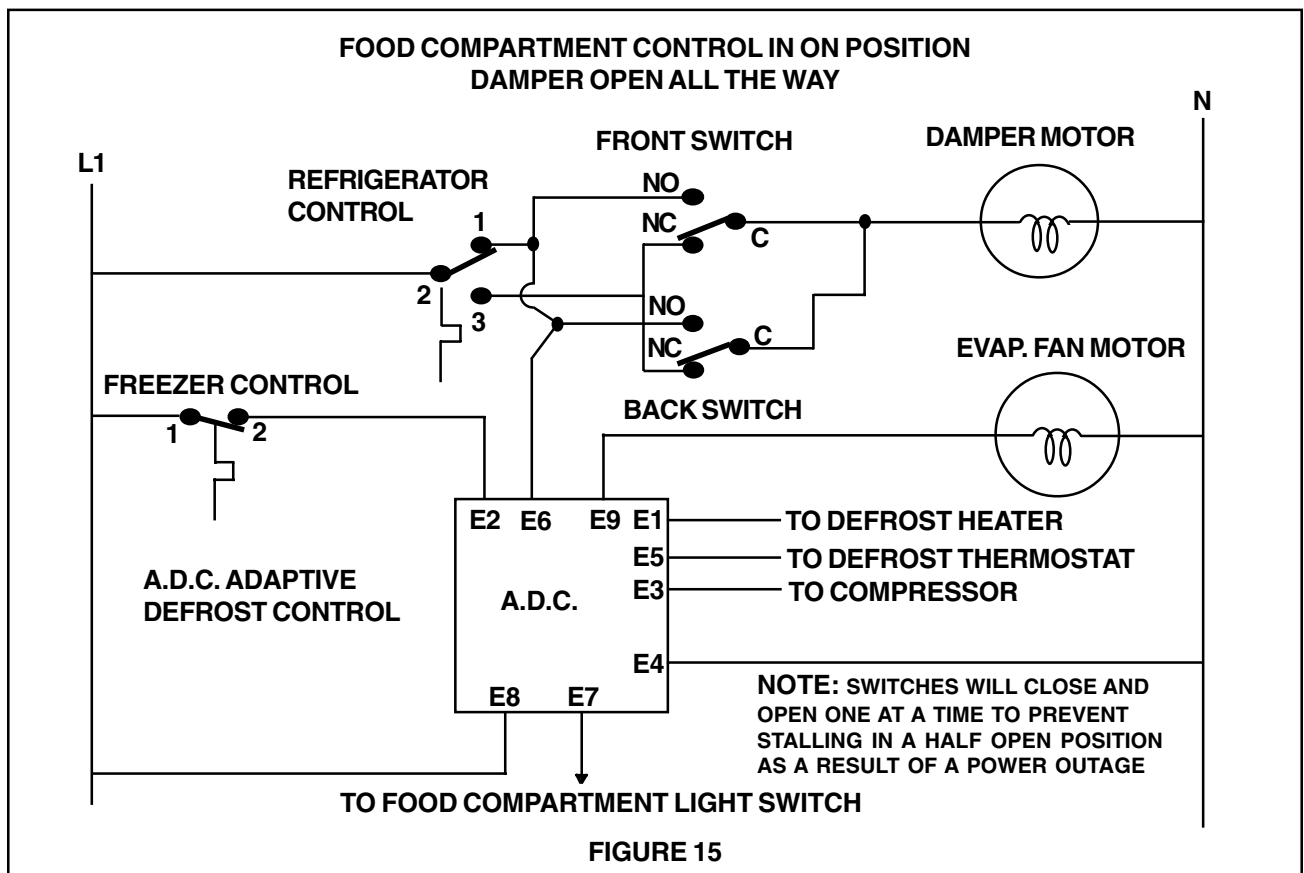 FOOD COMPARTMENT CONTROL IN ON POSITION
DAMPER OPEN ALL THE WAY
N
L1
FRONT SWITCH
DAMPER MOTOR
REFRIGERATOR
CONTROL
1
2
3
NO
NC
C
NO
NC
C
EVAP. FAN MOTOR
FREEZER CONTROL
1
2
BACK SWITCH
E2
E6
E9
E1
TO DEFROST HEATER
E5
TO DEFROST THERMOSTAT
E3
TO COMPRESSOR
A.D.C. ADAPTIVE
DEFROST CONTROL
A.D.C.
E4
E8
E7
NOTE: SWITCHES WILL CLOSE AND
OPEN ONE AT A TIME TO PREVENT
STALLING IN A HALF OPEN POSITION
AS A RESULT OF A POWER OUTAGE
TO FOOD COMPARTMENT LIGHT SWITCH
FIGURE 15